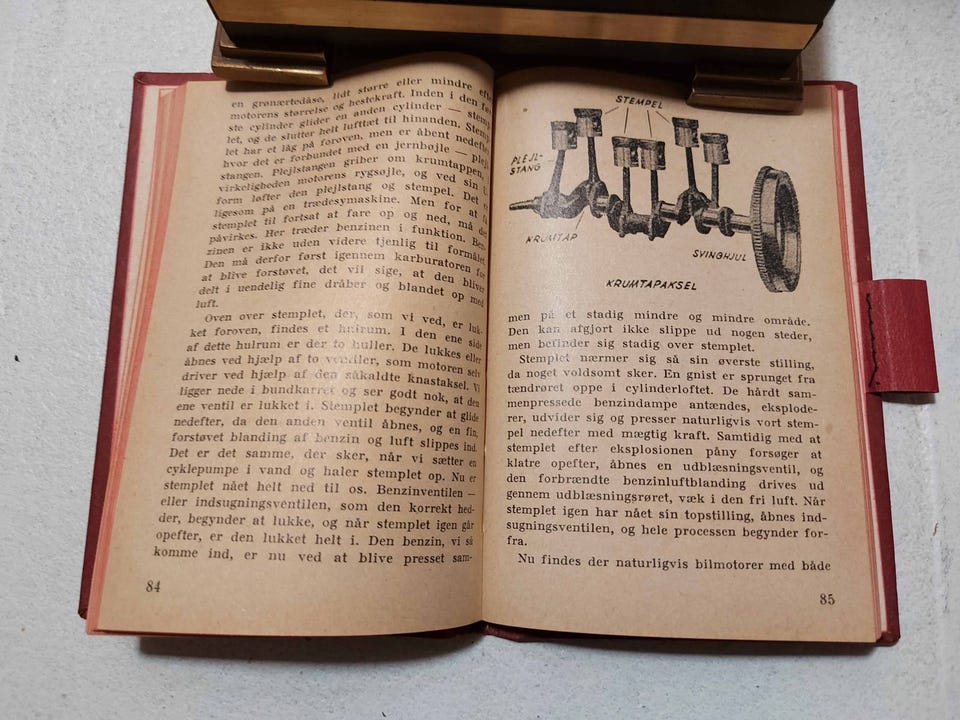 en grønærtedåse, lidt større eller mindre
motorens størrelse og hestekraft. Inden i den
ste cylinder glider en anden cylinder —
let, og de slutter helt lufttæt til hinanden.
let har et låg på foroven, men er åbent
hvor det er forbundet med en jernbøjle —
stangen. Plejlstangen griber om krumtappen,
virkeligheden motorens rygsøjle, og ved sin
form løfter den plejlstang og stempel. Det
ligesom på en trædesymaskine. Men for at
stemplet til fortsat at fare op og ned, må
påvirkes. Her træder benzinen i funktion.
zinen er ikke uden videre tjenlig til formålet.
Den må derfor først igennem karburatoren for
at blive forstøvet, det vil sige, at den bliver
delt i uendelig fine dråber og blandet op med
luft.
Oven over stemplet, der, som vi ved, er luk-
ket foroven, findes et hulrum. I den ene side
af dette hulrum er der to huller. De lukkes eller
åbnes ved hjælp af to ventiler, som motoren selv
driver ved hjælp af den såkaldte knastaksel. Vi
ligger nede i bundkarret og ser godt nok, at den
ene ventil er lukket i. Stemplet begynder at glide
nedefter, da den anden ventil åbnes, og en fin,
forstøvet blanding af benzin og luft slippes ind.
Det er det samme, der sker, når vi sætter en
cyklepumpe i vand og haler stemplet op. Nu er
stemplet nået helt ned til os. Benzinventilen —
eller indsugningsventilen, som den korrekt hed-
der, begynder at lukke, og når stemplet igen går
opefter, er den lukket helt i. Den benzin, vi så
komme ind, er nu ved at blive presset sam-
84
STEMPEL
PLEJL-
STANG
KRUMTAP
SVINGHJUL
KRUMTAPAKSEL
men på et stadig mindre og mindre område.
Den kan afgjort ikke slippe ud nogen steder,
men befinder sig stadig over stemplet.
Stemplet nærmer sig så sin øverste stilling,
da noget voldsomt sker. En gnist er sprunget fra
tændrøret oppe i cylinderloftet. De hårdt sam-
menpressede benzindampe antændes, eksplode-
rer, udvider sig og presser naturligvis vort stem-
pel nedefter med mægtig kraft. Samtidig med at
stemplet efter eksplosionen påny forsøger at
klatre opefter, åbnes en udblæsningsventil, og
den forbrændte benzinluftblanding drives ud
gennem udblæsningsrøret, væk i den fri luft. Når
stemplet igen har nået sin topstilling, åbnes ind-
sugningsventilen, og hele processen begynder for-
fra.
Nu findes der naturligvis bilmotorer med både
85